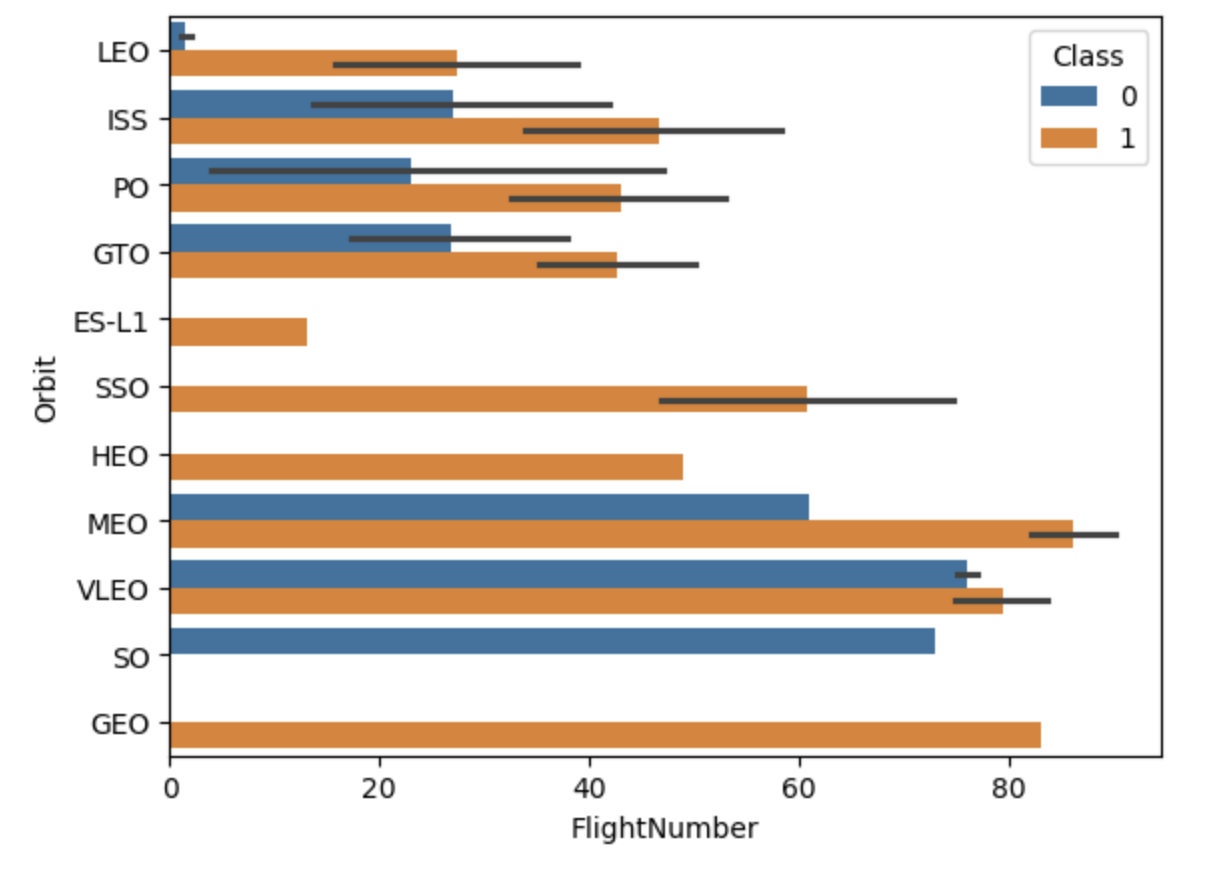 LEO
ISS
PO
GTO
ES-L1
SSO
HEO
MEO
VLEO
SO
GEO
Orbit
0 20 40 60 80
FlightNumber
Class
0
1